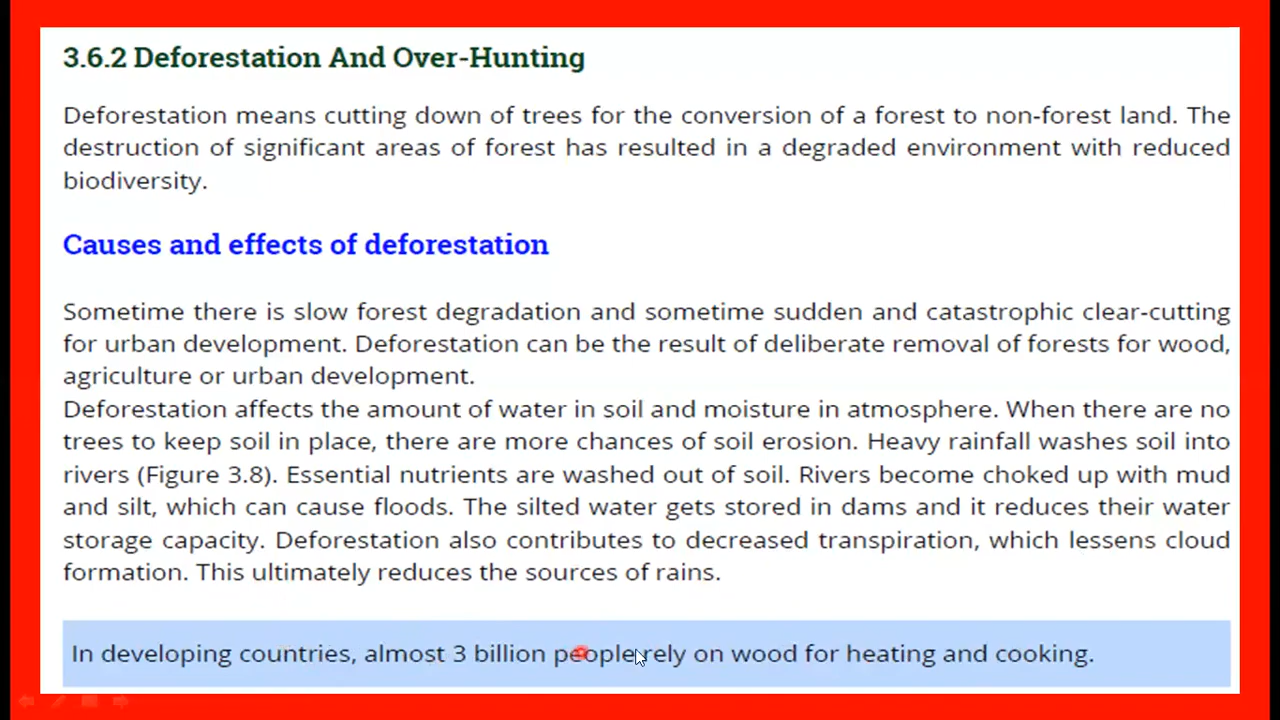 3.6.2 Deforestation And Over-Hunting
Deforestation means cutting down of trees for the conversion of a forest to non-forest land. The
destruction of significant areas of forest has resulted in a degraded environment with reduced
biodiversity.
Causes and effects of deforestation
Sometime there is slow forest degradation and sometime sudden and catastrophic clear-cutting
for urban development. Deforestation can be the result of deliberate removal of forests for wood,
agriculture or urban development.
Deforestation affects the amount of water in soil and moisture in atmosphere. When there are no
trees to keep soil in place, there are more chances of soil erosion. Heavy rainfall washes soil into
rivers (Figure 3.8). Essential nutrients are washed out of soil. Rivers become choked up with mud
and silt, which can cause floods. The silted water gets stored in dams and it reduces their water
storage capacity. Deforestation also contributes to decreased transpiration, which lessens cloud
formation. This ultimately reduces the sources of rains.
In developing countries, almost 3 billion people rely on wood for heating and cooking.